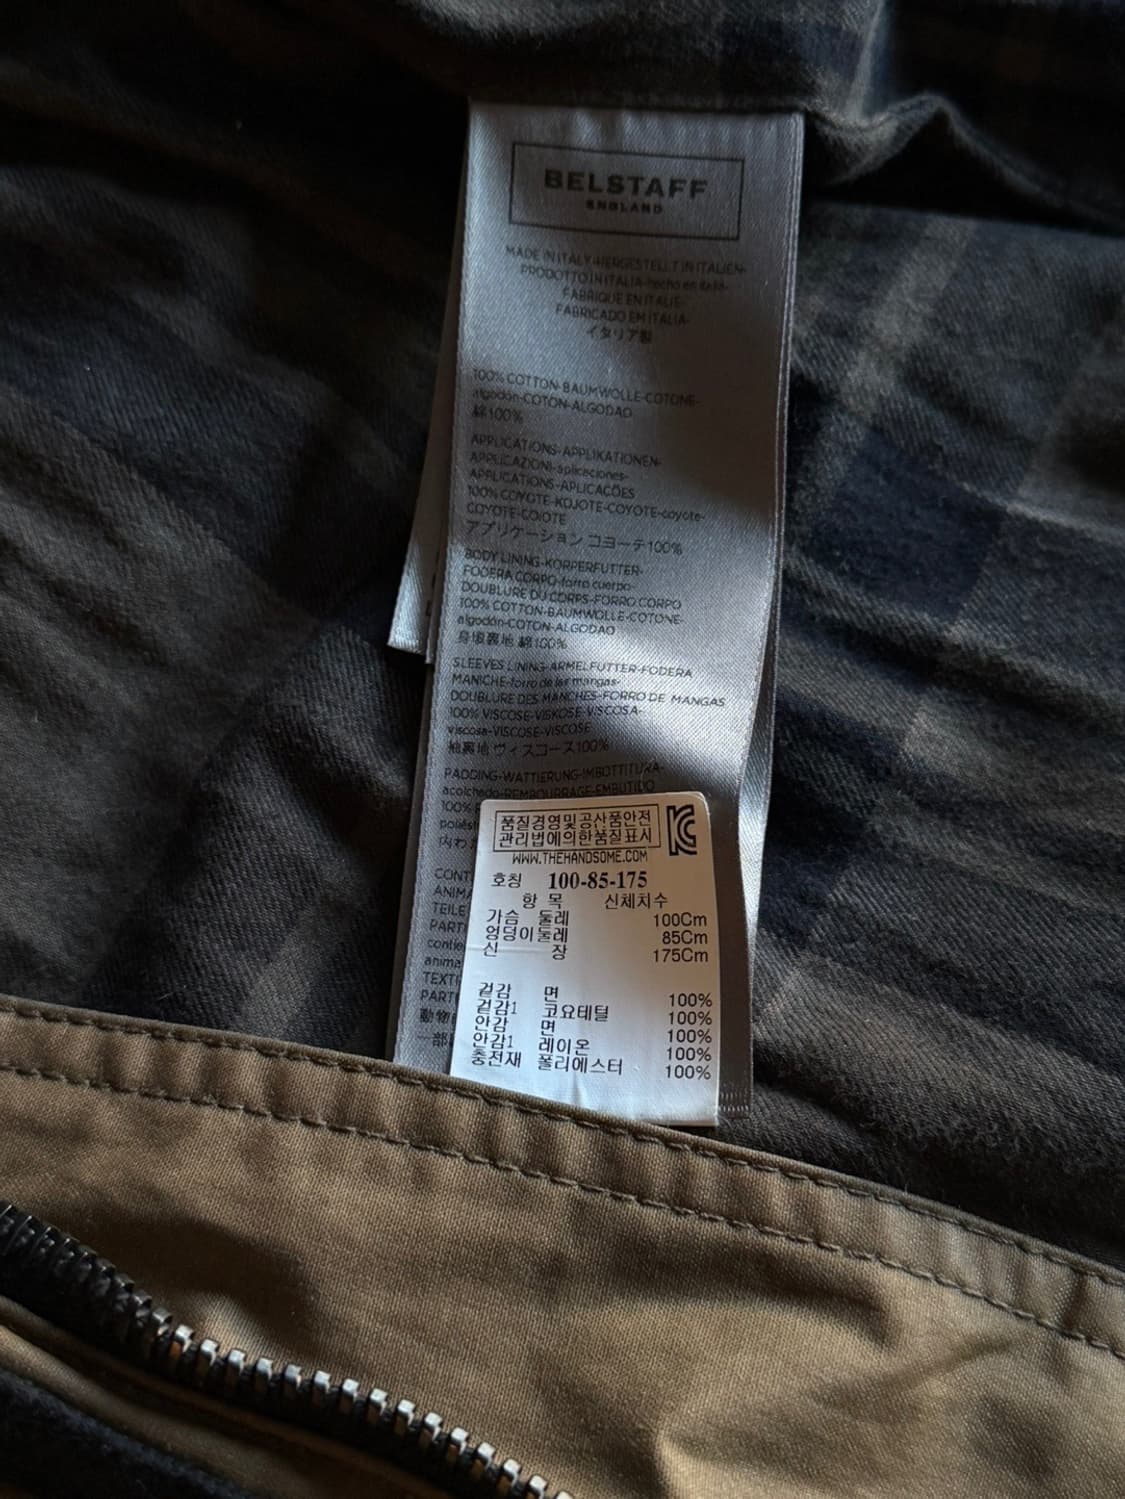 BELSTAFF
ENGLAND
MADE IN ITALY-HERGESTELLT IN ITALIEN-
PRODOTTO IN ITALIA-hecho en italia-
FABRIQUE EN ITALIE-
FABRICADO EM ITALIA-
イタリア製
100% COTTON-BAUMWOLLE-COTONE-
algodón-COTON-ALGODAO
綿100%
APPLICATIONS-APPLIKATIONEN-
APPLICAZIONI-aplicaciones-
APPLICATIONS-APLICAÇÕES
100% COYOTE-KOJOTE-COYOTE-coyote-
COYOTE-COIOTE
アプリケーション コヨーテ100%
BODY LINING-KORPERFUTTER-
FODERA CORPO-forro cuerpo-
DOUBLURE DU CORPS-FORRO CORPO
100% COTTON-BAUMWOLLE-COTONE-
algodón-COTON-ALGODAO
身頃裏地 綿100%
SLEEVES LINING-ARMELFUTTER-FODERA
MANICHE-forro de las mangas-
DOUBLURE DES MANCHES-FORRO DE MANGAS
100% VISCOSE-VISKOSE-VISCOSA-
viscosa-VISCOSE-VISCOSE
袖裏地 ヴィスコース100%
PADDING-WATTIERUNG-IMBOTTITURA-
acolchado-REMBOURRAGE-EMBUTIDO
100%
품질경영및공산품안전
관리법에의한품질표시
WWW.THEHANDSOME.COM
호칭 100-85-175
항 목 신체치수
가슴 둘레 100Cm
엉덩이둘레 85Cm
신 장 175Cm
겉감 면 100%
겉감1 코요테털 100%
안감 면 100%
안감1 레이온 100%
충전재 폴리에스터 100%